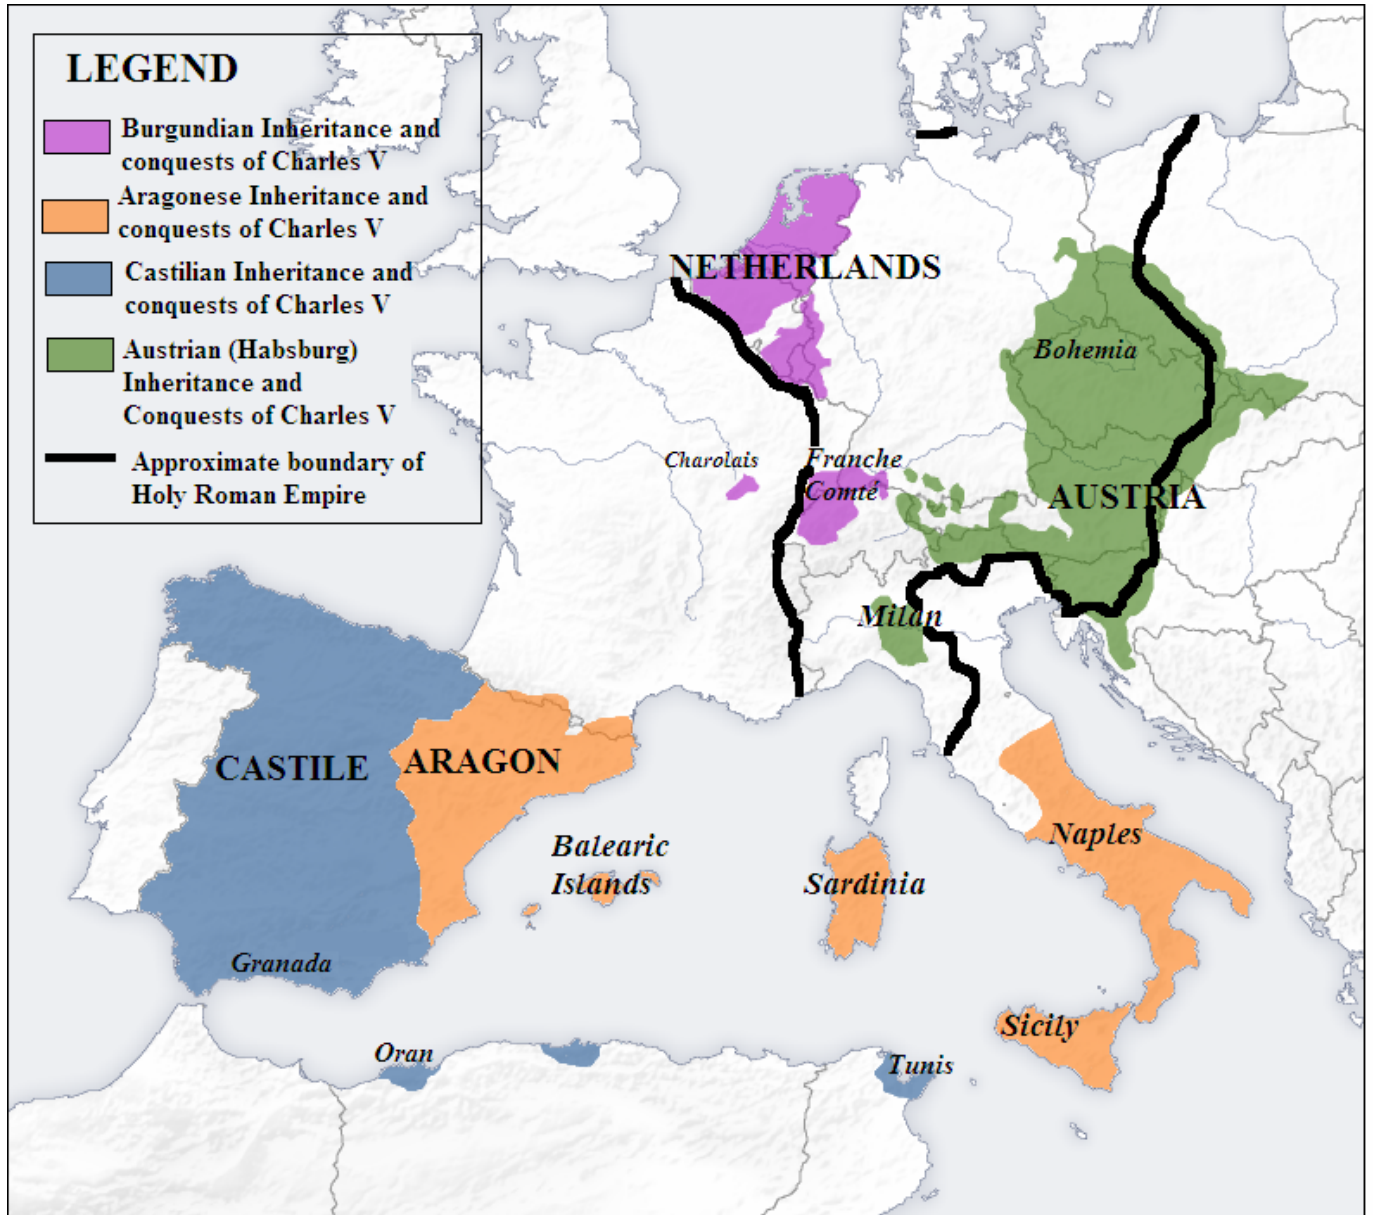 LEGEND
Burgundian Inheritance and
conquests of Charles V
Aragonese Inheritance and
conquests of Charles V
Castilian Inheritance and
conquests of Charles V
Austrian (Habsburg)
Inheritance and
Conquests of Charles V
Approximate boundary of
Holy Roman Empire
NETHERLANDS
Bohemia
Charolais
Franche
Comté
AUSTRIA
Milan
CASTILE
ARAGON
Balearic
Islands
Sardinia
Naples
Granada
Sicily
Oran
Tunis